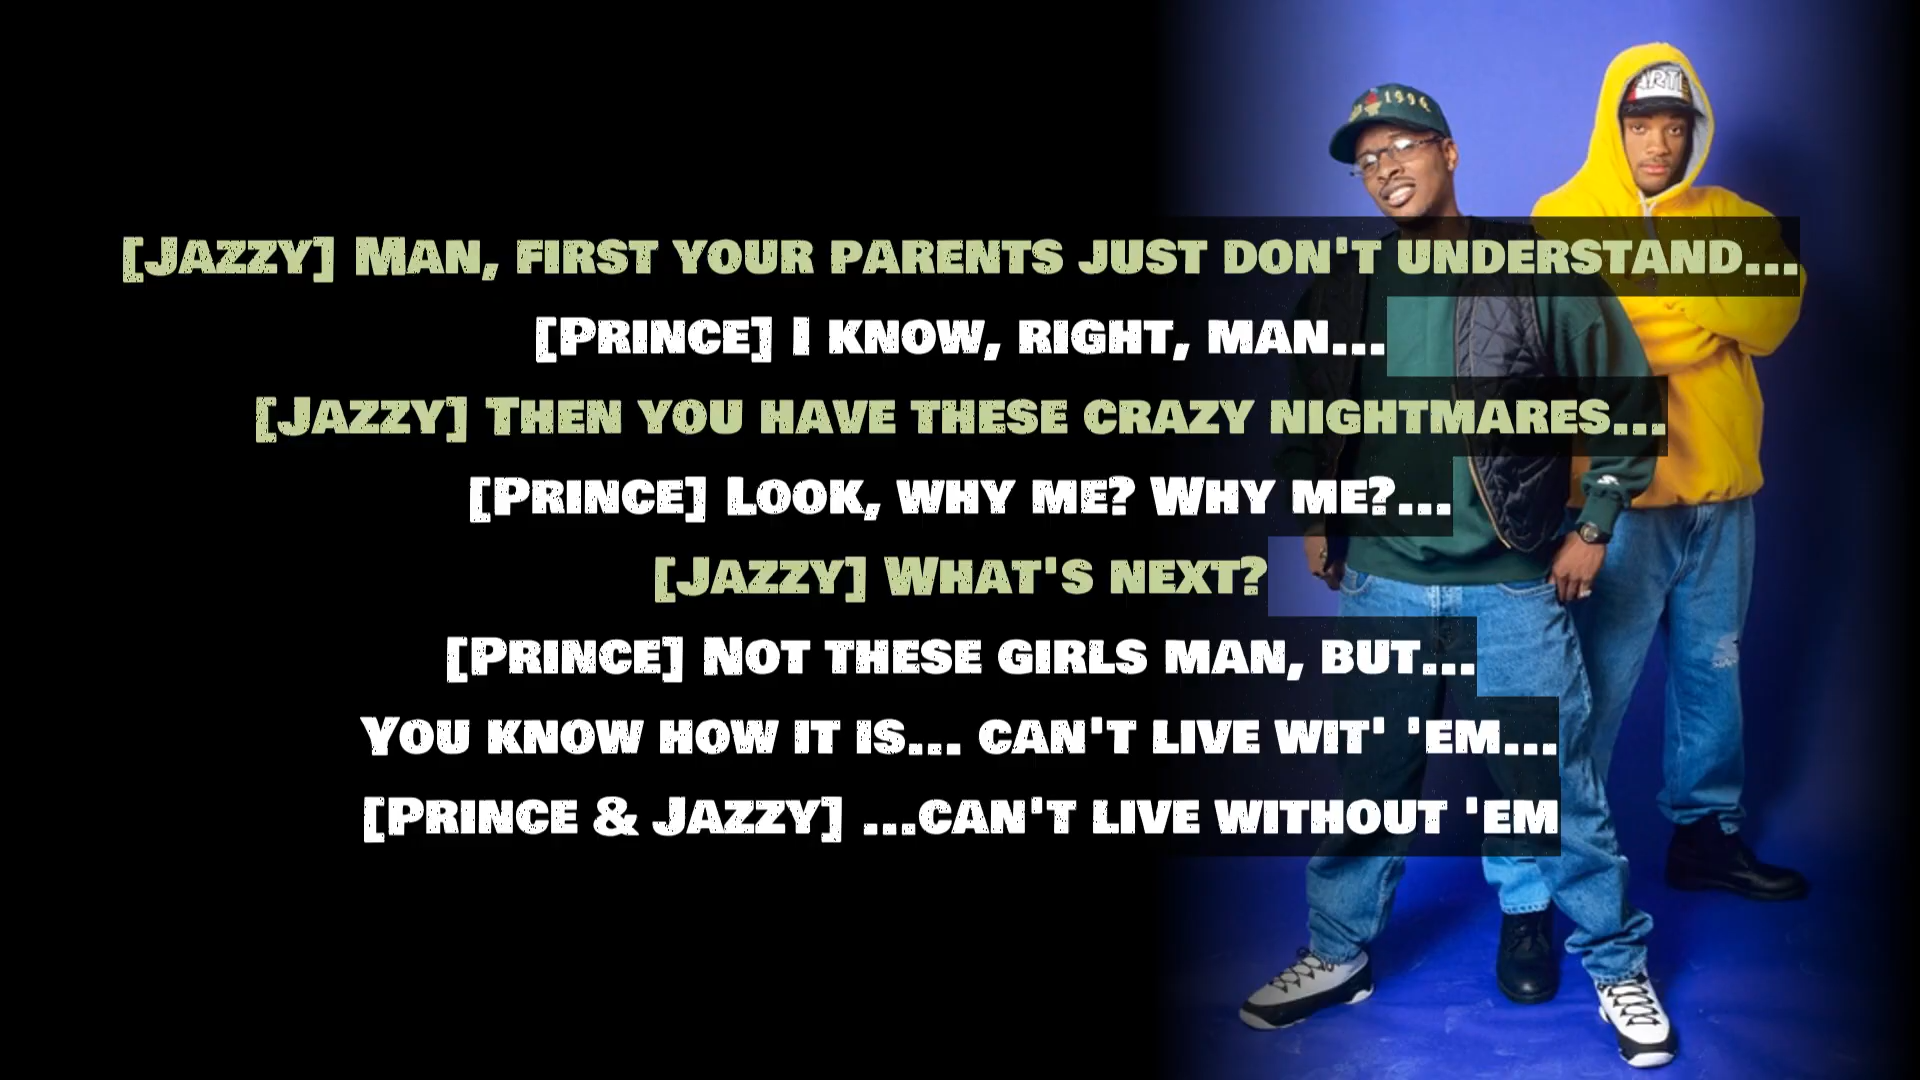 [Jazzy] Man, first your parents just don't understand...
[Prince] I know, right, man...
[Jazzy] Then you have these crazy nightmares...
[Prince] Look, why me? Why me?...
[Jazzy] What's next?
[Prince] Not these girls man, but...
You know how it is... can't live wit' 'em...
[Prince & Jazzy] ...can't live without 'em
1996